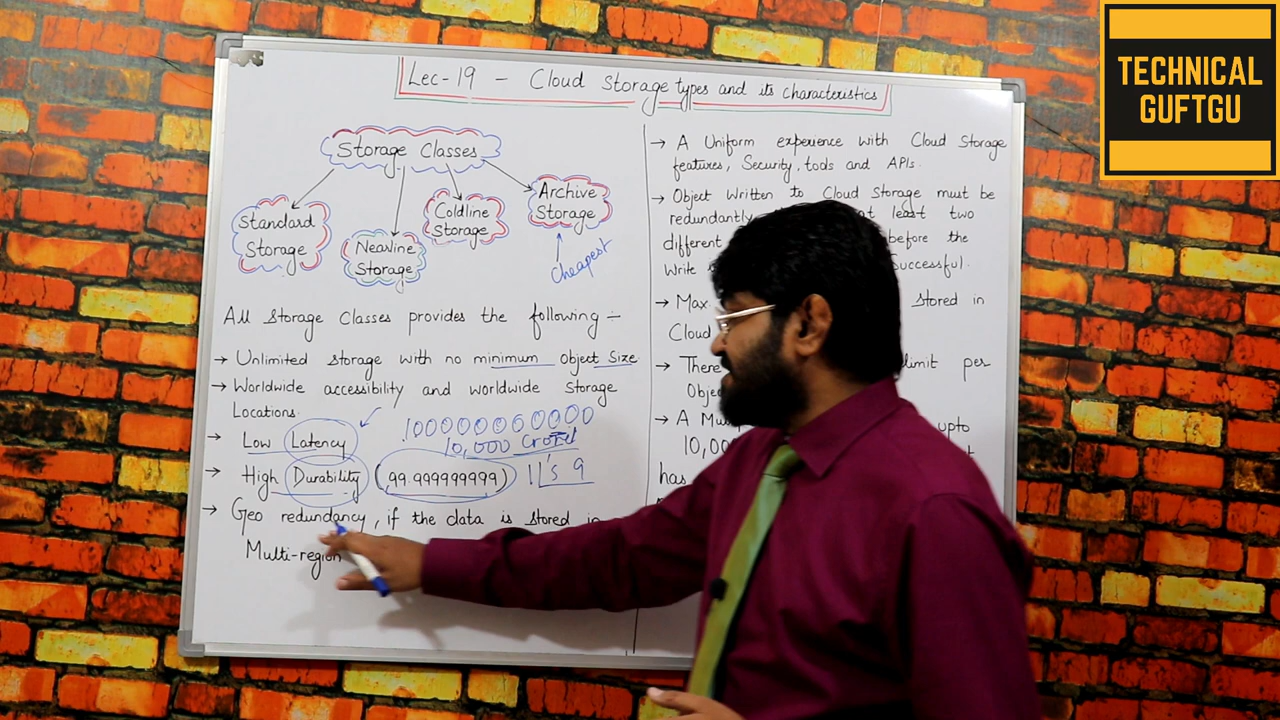 TECHNICAL
GUFTGU
Lec-19 - Cloud Storage types and its characteristics
Storage Classes
Standard
Storage
Nearline
Storage
Coldline
Storage
Archive
Storage
cheapest
All Storage Classes provides the following :-
→ Unlimited storage with no minimum object Size
→ Worldwide accessibility and worldwide Storage
Locations.
→ Low Latency
10,000 Crore
→ High Durability (99.999999999) 11's 9
→ Geo redundancy, if the data is stored in
Multi-region
→ A Uniform experience with Cloud Storage
features, Security, tools and APIs.
→ Object Written to Cloud Storage must be
redundantly least two
different before the
Write Successful.
→ Max. stored in
Cloud
→ There limit per
→ A upto
10,00
has